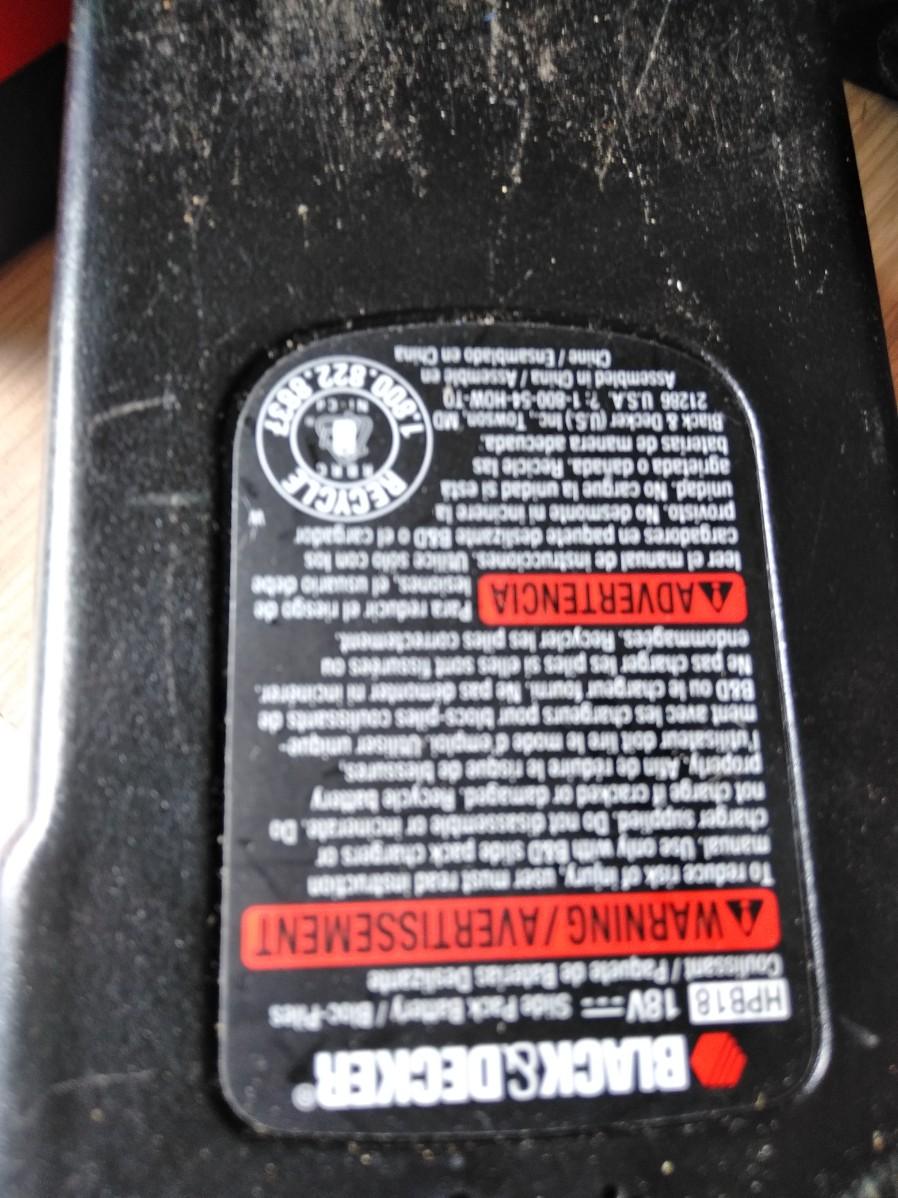 BLACK&DECKER®
HPB18 18V Slide Pack Battery / Bloc-Piles
Coulissant / Paquete de Baterías Deslizante
WARNING / AVERTISSEMENT
To reduce risk of injury, user must read instruction
manual. Use only with B&D slide pack chargers or
charger supplied. Do not disassemble or incinerate. Do
not charge if cracked or damaged. Recycle battery
properly. Afin de réduire le risque de blessures,
l'utilisateur doit lire le mode d'emploi. Utiliser unique-
ment avec les chargeurs pour blocs-piles coulissants de
B&D ou le chargeur fourni. Ne pas démonter ni incinérer.
Ne pas charger les piles si elles sont fissurées ou
endommagées. Recycler les piles correctement.
ADVERTENCIA Para reducir el riesgo de
lesiones, el usuario debe
leer el manual de instrucciones. Utilice sólo con los
cargadores en paquete deslizante B&D o el cargador
provisto. No desmonte ni incinere la
unidad. No cargue la unidad si está
agrietada o dañada. Recicle las
baterías de manera adecuada.
Black & Decker (U.S.) Inc., Towson, MD
21286 U.S.A. ?: 1-800-54-HOW-TO
Assembled in China / Assemblé en
Chine / Ensamblado en China
W
RECYCLE
RBRC
Ni-Cd
1.800.822.8837